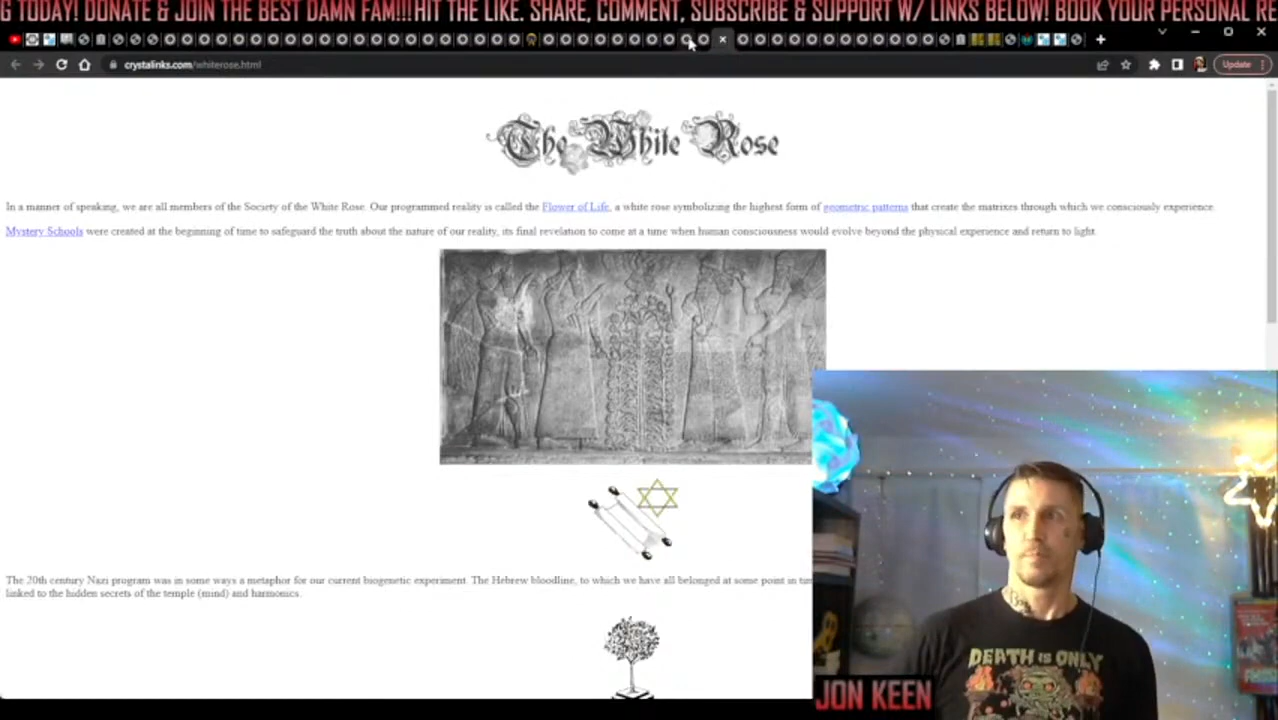 G TODAY! DONATE & JOIN THE BEST DAMN FAM!!! HIT THE LIKE. SHARE, COMMENT, SUBSCRIBE & SUPPORT W/ LINKS BELOW! BOOK YOUR PERSONAL RE
crystalinks.com/whiterose.html
Update
The White Rose
In a manner of speaking, we are all members of the Society of the White Rose. Our programmed reality is called the Flower of Life, a white rose symbolizing the highest form of geometric patterns that create the matrixes through which we consciously experience.
Mystery Schools were created at the beginning of time to safeguard the truth about the nature of our reality, its final revelation to come at a time when human consciousness would evolve beyond the physical experience and return to light.
The 20th century Nazi program was in some ways a metaphor for our current biogenetic experiment. The Hebrew bloodline, to which we have all belonged at some point in
linked to the hidden secrets of the temple (mind) and harmonics.
DEATH IS ONLY
JON KEEN